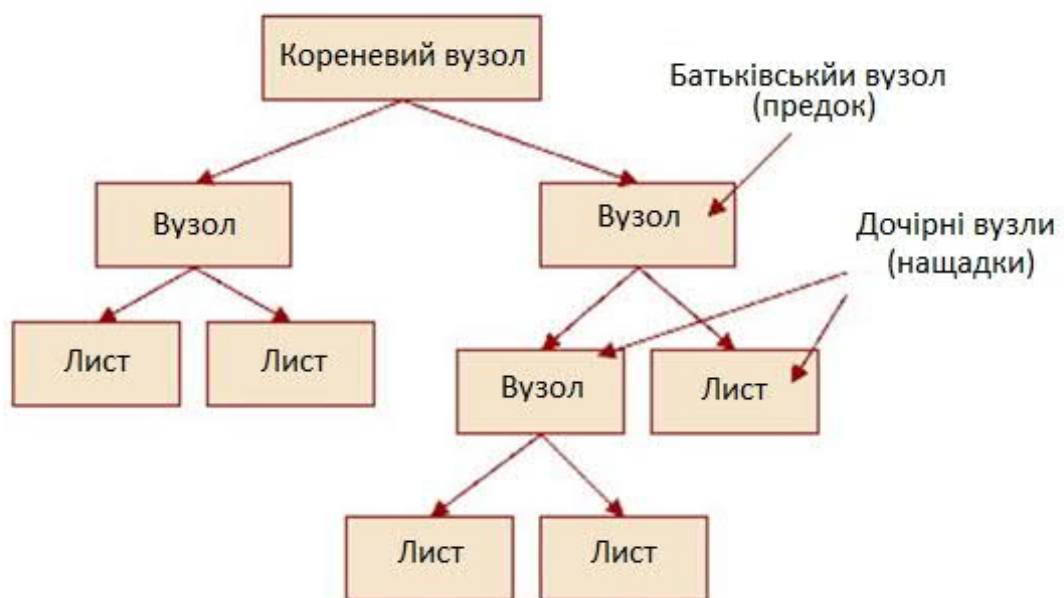 Кореневий вузол
Батьківськйи вузол
(предок)
Вузол
Вузол
Дочірні вузли
(нащадки)
Лист
Лист
Вузол
Лист
Лист
Лист